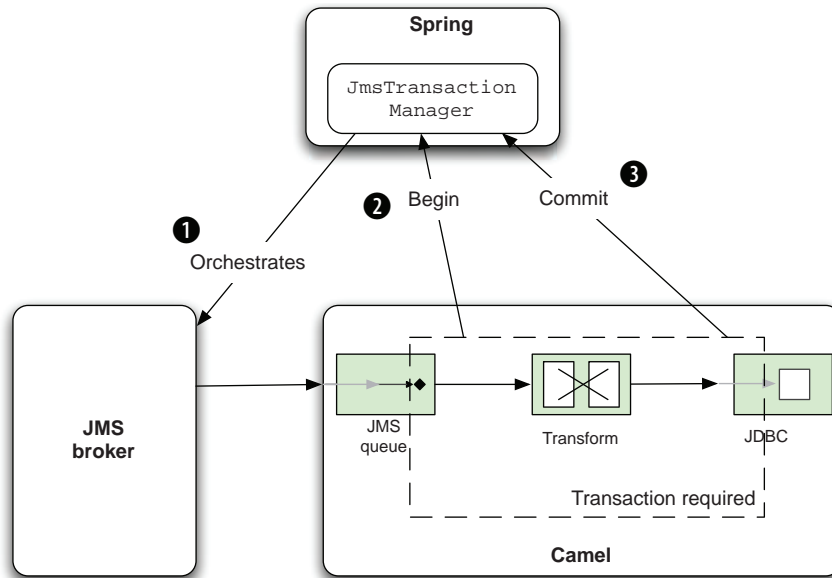 Spring
JmsTransaction
Manager
3
2
Begin
Commit
1
Orchestrates
JMS
broker
JMS
queue
Transform
JDBC
Transaction required
Camel